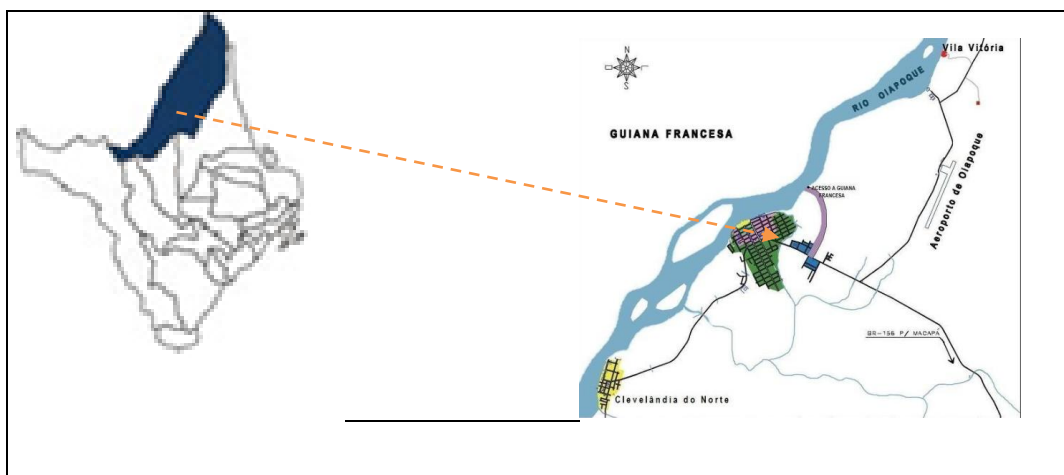 Vila Vitória
N
S
RIO OIAPOQUE
GUIANA FRANCESA
Aeroporto de Oiapoque
ACESSO A GUIANA
FRANCESA
BR-156 P/ MACAPÁ
Clevelândia do Norte